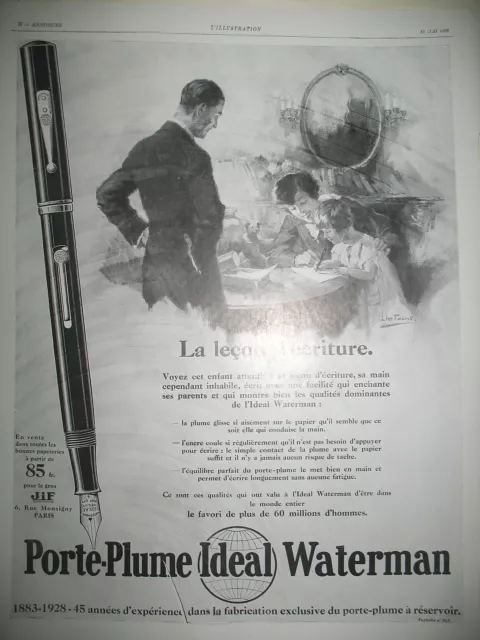 ANNONCES
L'ILLUSTRATION
La leçon d'écriture.
Voyez cet enfant attentif à sa leçon d'écriture, sa main
cependant inhabile, écrit avec une facilité qui enchante
ses parents et qui montre bien les qualités dominantes
de l'Ideal Waterman :
— la plume glisse si aisément sur le papier qu'il semble que ce
soit elle qui conduise la main.
— l'encre coule si régulièrement qu'il n'est pas besoin d'appuyer
pour écrire : le simple contact de la plume avec le papier
suffit et il n'y a jamais aucun risque de tache.
— l'équilibre parfait du porte-plume le met bien en main et
permet d'écrire longuement sans aucune fatigue.
Ce sont ces qualités qui ont valu à l'Ideal Waterman d'être dans
le monde entier
le favori de plus de 60 millions d'hommes.
En vente
dans toutes les
bonnes papeteries
à partir de
85 fr.
pour le gros
JiF
6, Rue Monsigny
PARIS
Porte-Plume Ideal Waterman
1883-1928 - 45 années d'expérience dans la fabrication exclusive du porte-plume à réservoir.